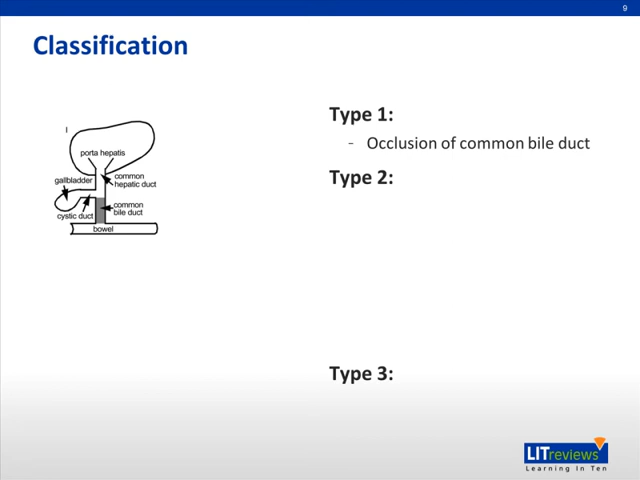 9
Classification
I
porta hepatis
gallbladder
common
hepatic duct
common
bile duct
cystic duct
bowel
Type 1:
- Occlusion of common bile duct
Type 2:
Type 3:
LITreviews
Learning In Ten